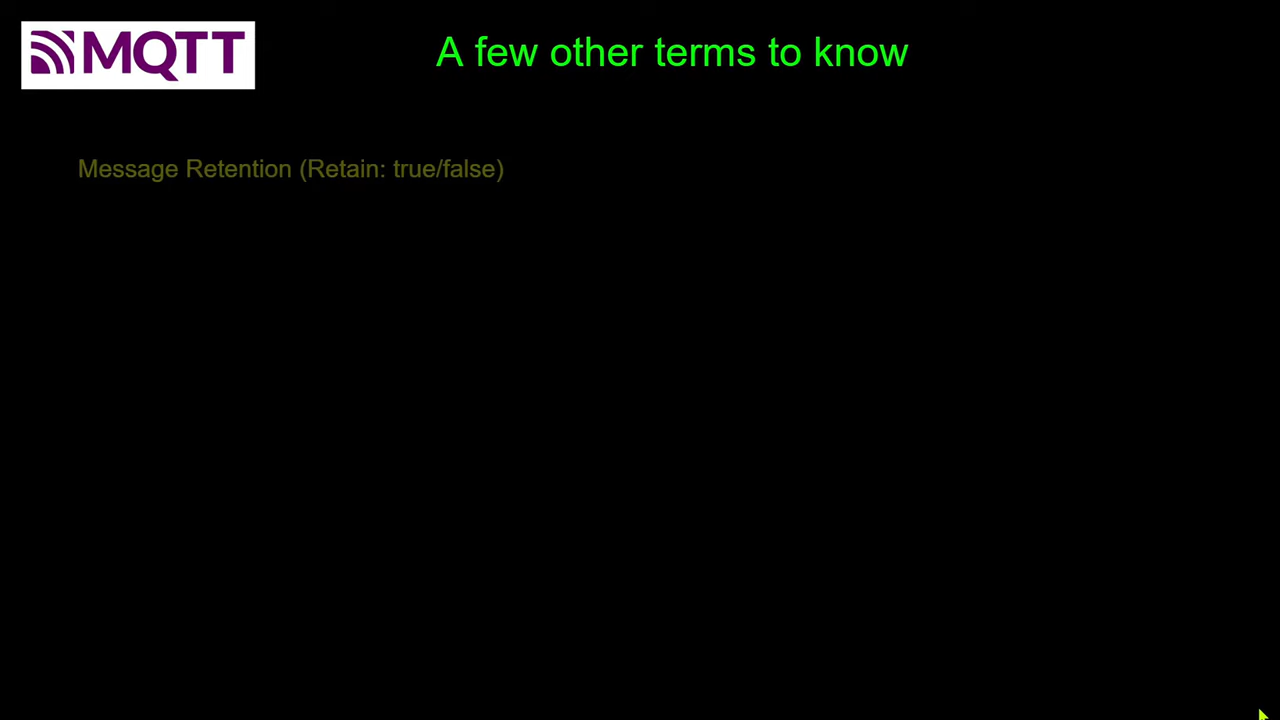 MQTT
A few other terms to know
Message Retention (Retain: true/false)